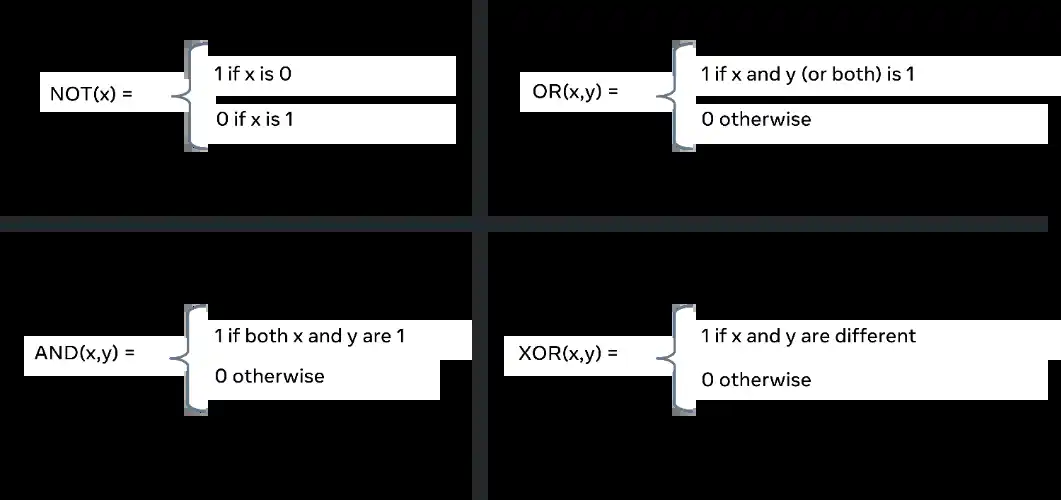 NOT(x) =
1 if x is 0
0 if x is 1
OR(x,y) =
1 if x and y (or both) is 1
0 otherwise
AND(x,y) =
1 if both x and y are 1
0 otherwise
XOR(x,y) =
1 if x and y are different
0 otherwise